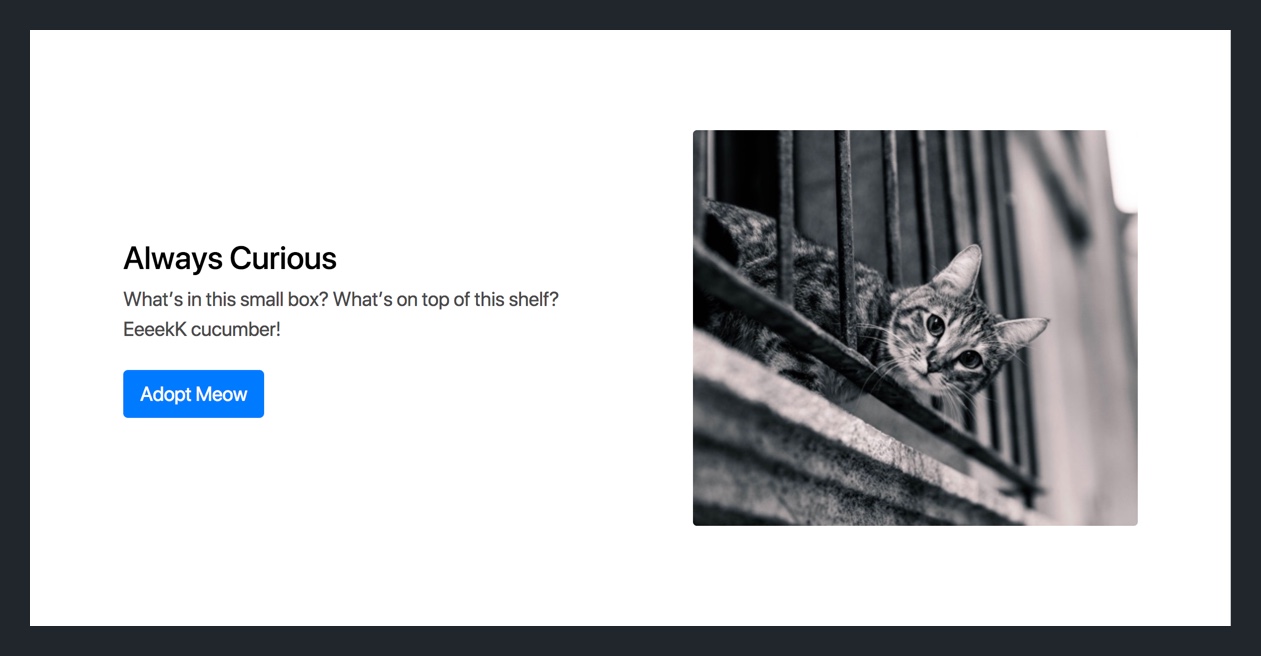 Always Curious
What’s in this small box? What’s on top of this shelf?
EeeekK cucumber!
Adopt Meow